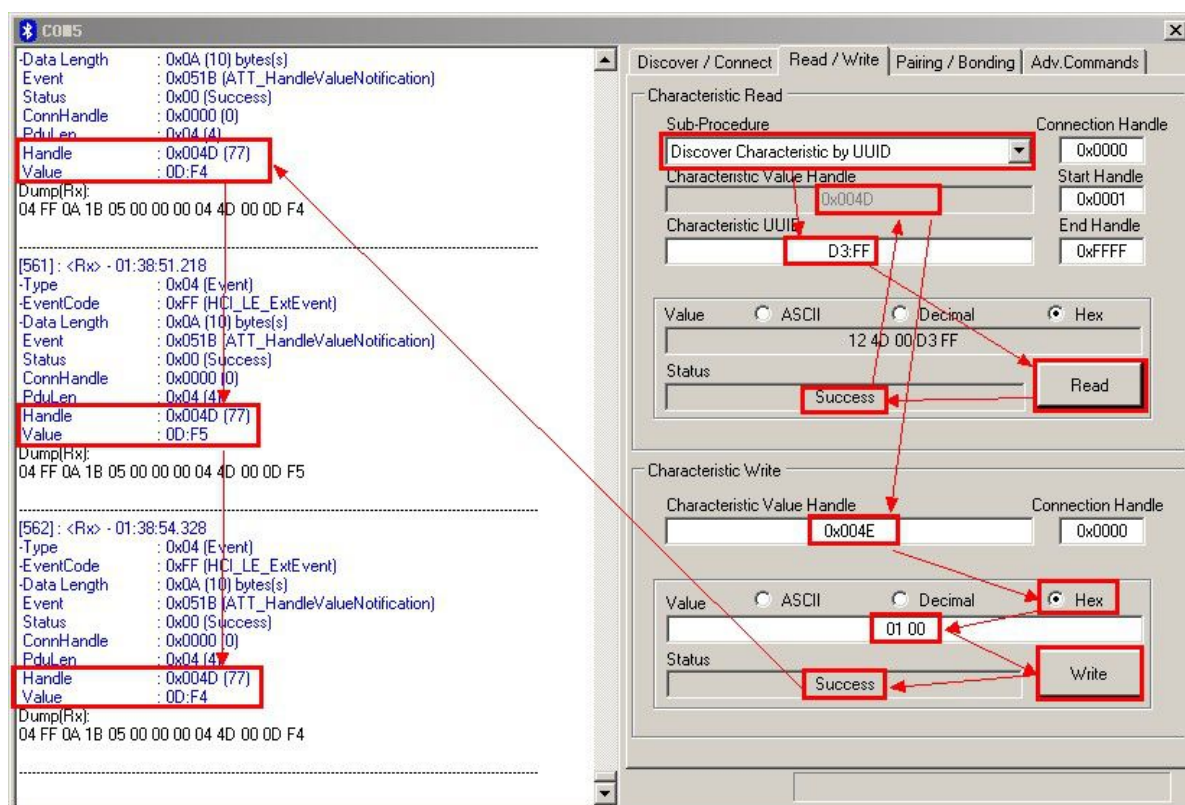 COM5
-Data Length : 0x0A (10) bytes(s)
Event : 0x051B (ATT_HandleValueNotification)
Status : 0x00 (Success)
ConnHandle : 0x0000 (0)
PduLen : 0x04 (4)
Handle : 0x004D (77)
Value : 0D:F4
Dump(Rx):
04 FF 0A 1B 05 00 00 00 04 4D 00 0D F4
[561] : <Rx> - 01:38:51.218
-Type : 0x04 (Event)
-EventCode : 0xFF (HCI_LE_ExtEvent)
-Data Length : 0x0A (10) bytes(s)
Event : 0x051B (ATT_HandleValueNotification)
Status : 0x00 (Success)
ConnHandle : 0x0000 (0)
PduLen : 0x04 (4)
Handle : 0x004D (77)
Value : 0D:F5
Dump(Rx):
04 FF 0A 1B 05 00 00 00 04 4D 00 0D F5
[562] : <Rx> - 01:38:54.328
-Type : 0x04 (Event)
-EventCode : 0xFF (HCI_LE_ExtEvent)
-Data Length : 0x0A (10) bytes(s)
Event : 0x051B (ATT_HandleValueNotification)
Status : 0x00 (Success)
ConnHandle : 0x0000 (0)
PduLen : 0x04 (4)
Handle : 0x004D (77)
Value : 0D:F4
Dump(Rx):
04 FF 0A 1B 05 00 00 00 04 4D 00 0D F4
Discover / Connect Read / Write Pairing / Bonding Adv.Commands
Characteristic Read
Sub-Procedure Connection Handle
Discover Characteristic by UUID 0x0000
Characteristic Value Handle Start Handle
0x004D 0x0001
Characteristic UUID End Handle
D3:FF 0xFFFF
Value ASCII Decimal Hex
12 4D 00 D3 FF
Status
Success Read
Characteristic Write
Characteristic Value Handle Connection Handle
0x004E 0x0000
Value ASCII Decimal Hex
01 00
Status
Success Write